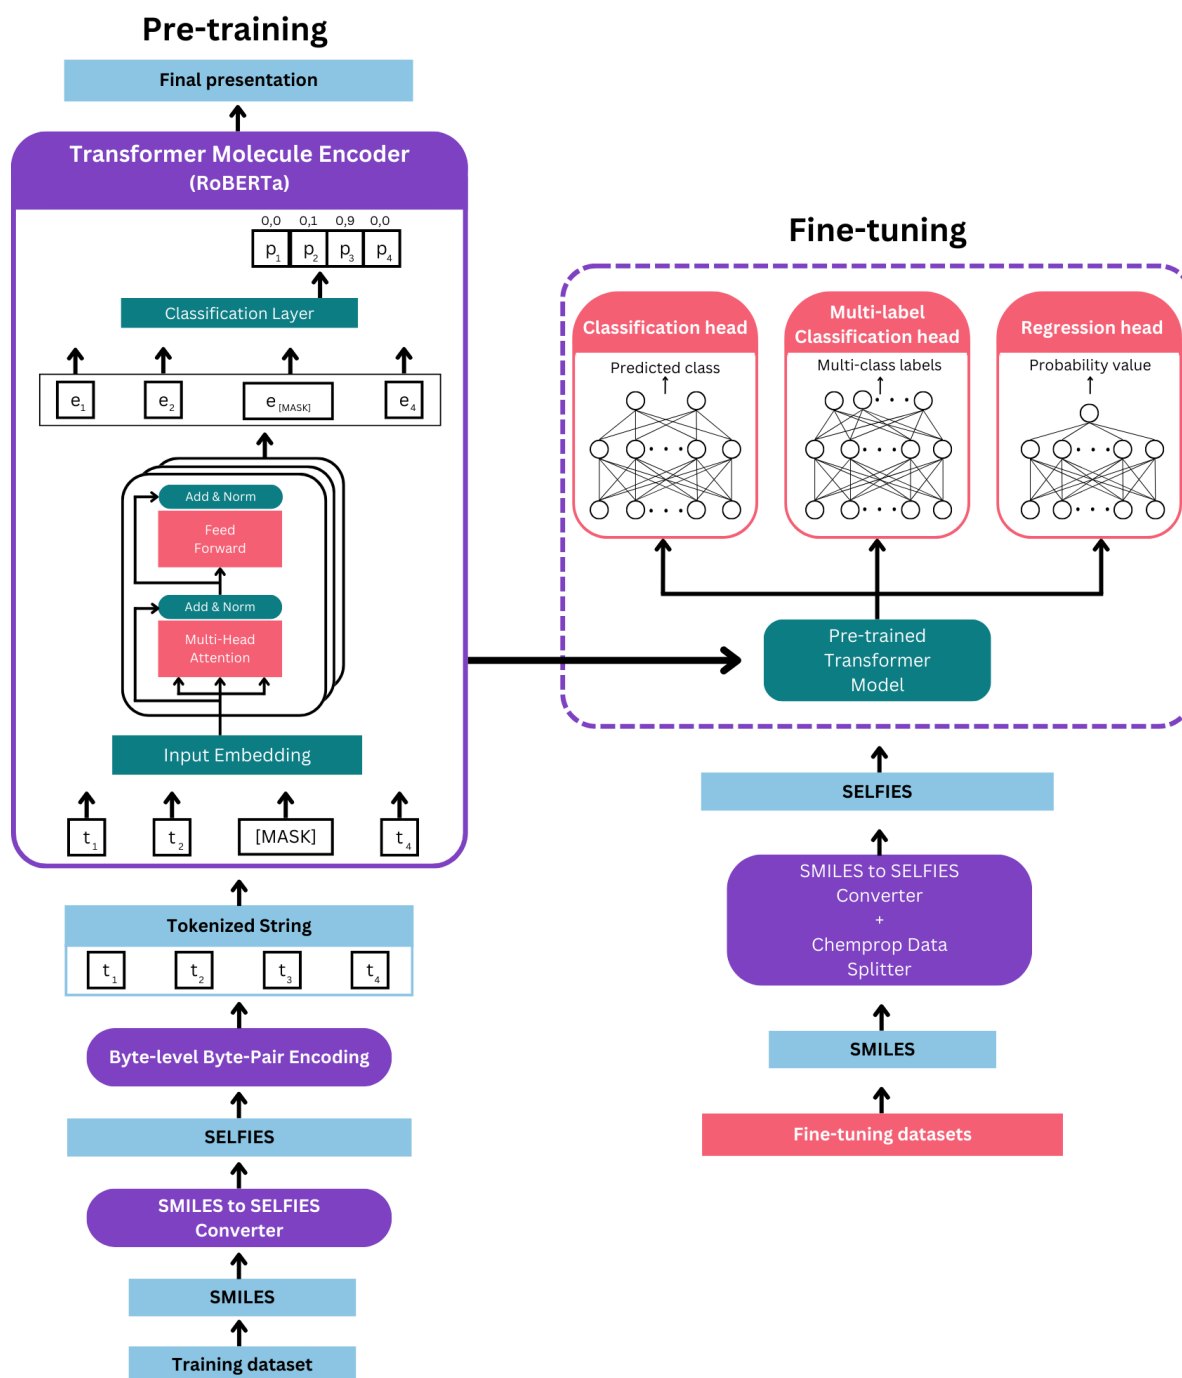 Pre-training
Final presentation
Transformer Molecule Encoder
(RoBERTa)
0,0 0,1 0,9 0,0
p1 p2 p3 p4
Classification Layer
e1 e2 e[MASK] e4
Add & Norm
Feed
Forward
Add & Norm
Multi-Head
Attention
Input Embedding
t1 t2 [MASK] t4
Tokenized String
t1 t2 t3 t4
Byte-level Byte-Pair Encoding
SELFIES
SMILES to SELFIES
Converter
SMILES
Training dataset
Fine-tuning
Classification head
Predicted class
Multi-label
Classification head
Multi-class labels
Regression head
Probability value
Pre-trained
Transformer
Model
SELFIES
SMILES to SELFIES
Converter
+
Chemprop Data
Splitter
SMILES
Fine-tuning datasets